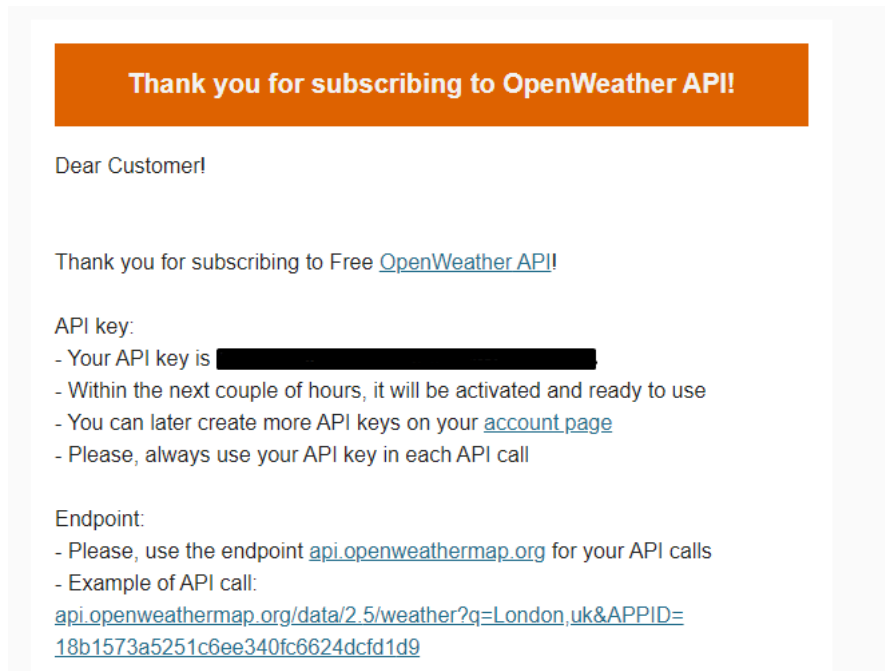 Thank you for subscribing to OpenWeather API!
Dear Customer!
Thank you for subscribing to Free OpenWeather API!
API key:
- Your API key is
- Within the next couple of hours, it will be activated and ready to use
- You can later create more API keys on your account page
- Please, always use your API key in each API call
Endpoint:
- Please, use the endpoint api.openweathermap.org for your API calls
- Example of API call:
api.openweathermap.org/data/2.5/weather?q=London,uk&APPID=
18b1573a5251c6ee340fc6624dcfd1d9